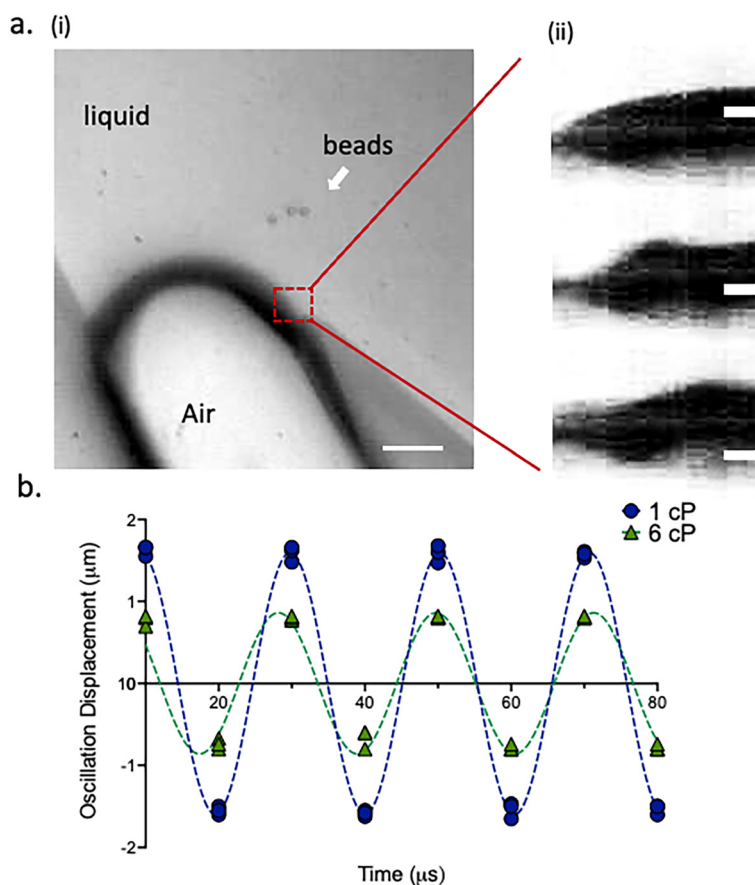 a. (i)
(ii)
liquid
beads
Air
b.
1 cP
6 cP
Oscillation Displacement (μm)
2
1
10
-1
-2
20
40
60
80
Time (μs)